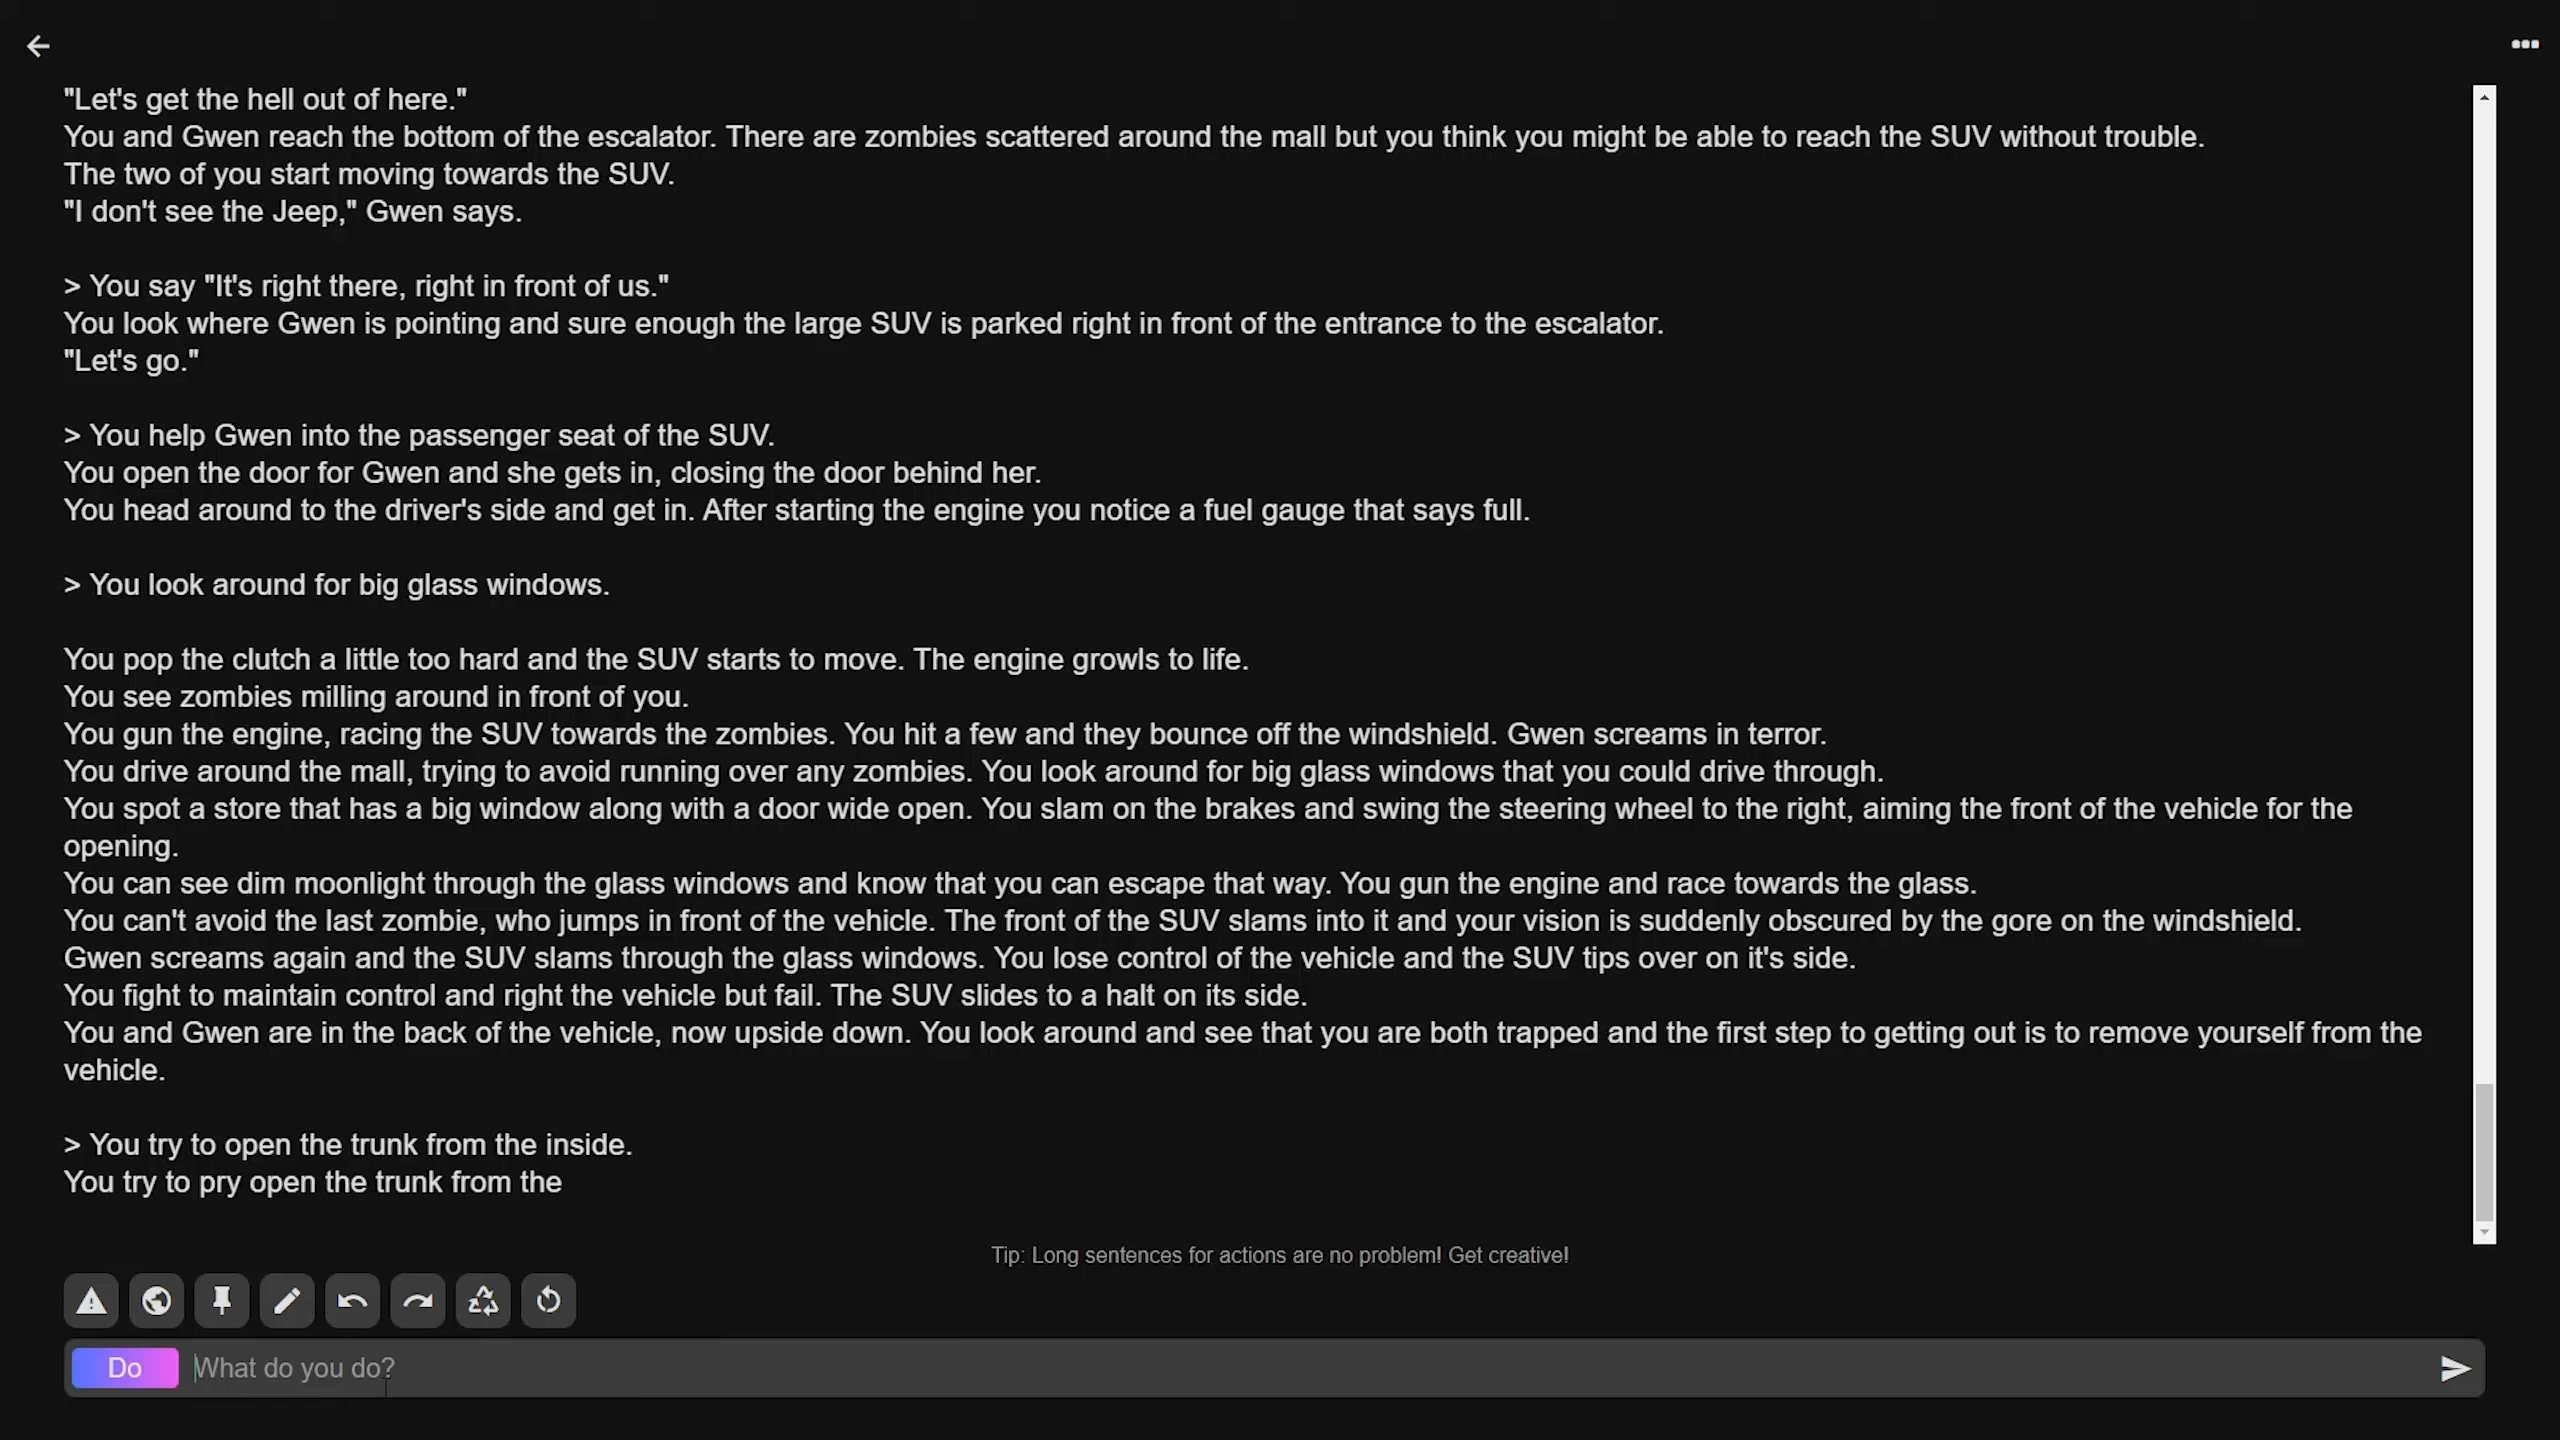 "Let's get the hell out of here."
You and Gwen reach the bottom of the escalator. There are zombies scattered around the mall but you think you might be able to reach the SUV without trouble.
The two of you start moving towards the SUV.
"I don't see the Jeep," Gwen says.
> You say "It's right there, right in front of us."
You look where Gwen is pointing and sure enough the large SUV is parked right in front of the entrance to the escalator.
"Let's go."
> You help Gwen into the passenger seat of the SUV.
You open the door for Gwen and she gets in, closing the door behind her.
You head around to the driver's side and get in. After starting the engine you notice a fuel gauge that says full.
> You look around for big glass windows.
You pop the clutch a little too hard and the SUV starts to move. The engine growls to life.
You see zombies milling around in front of you.
You gun the engine, racing the SUV towards the zombies. You hit a few and they bounce off the windshield. Gwen screams in terror.
You drive around the mall, trying to avoid running over any zombies. You look around for big glass windows that you could drive through.
You spot a store that has a big window along with a door wide open. You slam on the brakes and swing the steering wheel to the right, aiming the front of the vehicle for the
opening.
You can see dim moonlight through the glass windows and know that you can escape that way. You gun the engine and race towards the glass.
You can't avoid the last zombie, who jumps in front of the vehicle. The front of the SUV slams into it and your vision is suddenly obscured by the gore on the windshield.
Gwen screams again and the SUV slams through the glass windows. You lose control of the vehicle and the SUV tips over on it's side.
You fight to maintain control and right the vehicle but fail. The SUV slides to a halt on its side.
You and Gwen are in the back of the vehicle, now upside down. You look around and see that you are both trapped and the first step to getting out is to remove yourself from the
vehicle.
> You try to open the trunk from the inside.
You try to pry open the trunk from the
Tip: Long sentences for actions are no problem! Get creative!
Do What do you do?